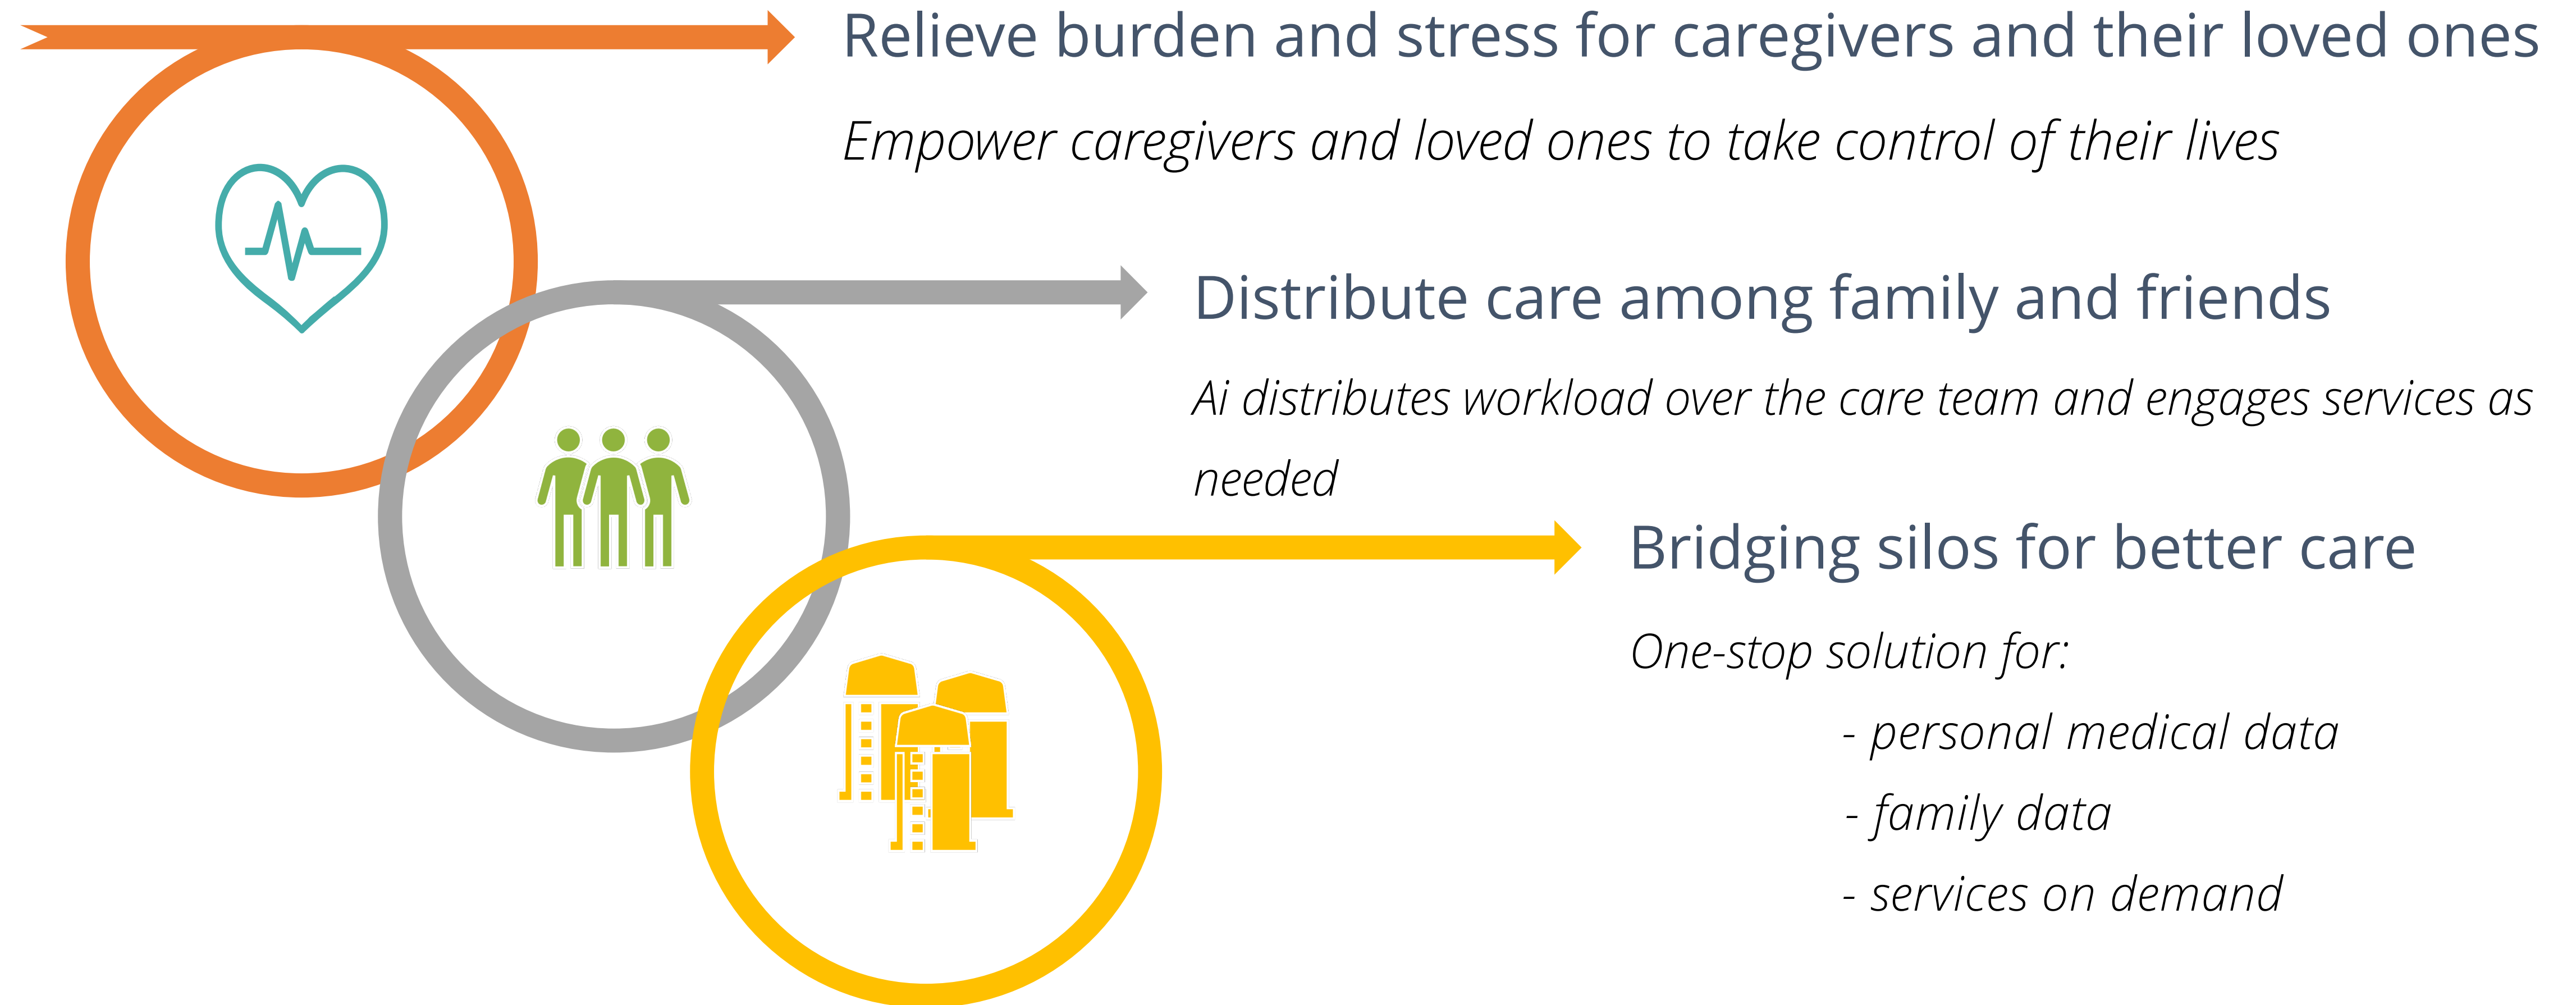 Relieve burden and stress for caregivers and their loved ones
Empower caregivers and loved ones to take control of their lives
Distribute care among family and friends
Ai distributes workload over the care team and engages services as
needed
Bridging silos for better care
One-stop solution for:
- personal medical data
- family data
- services on demand